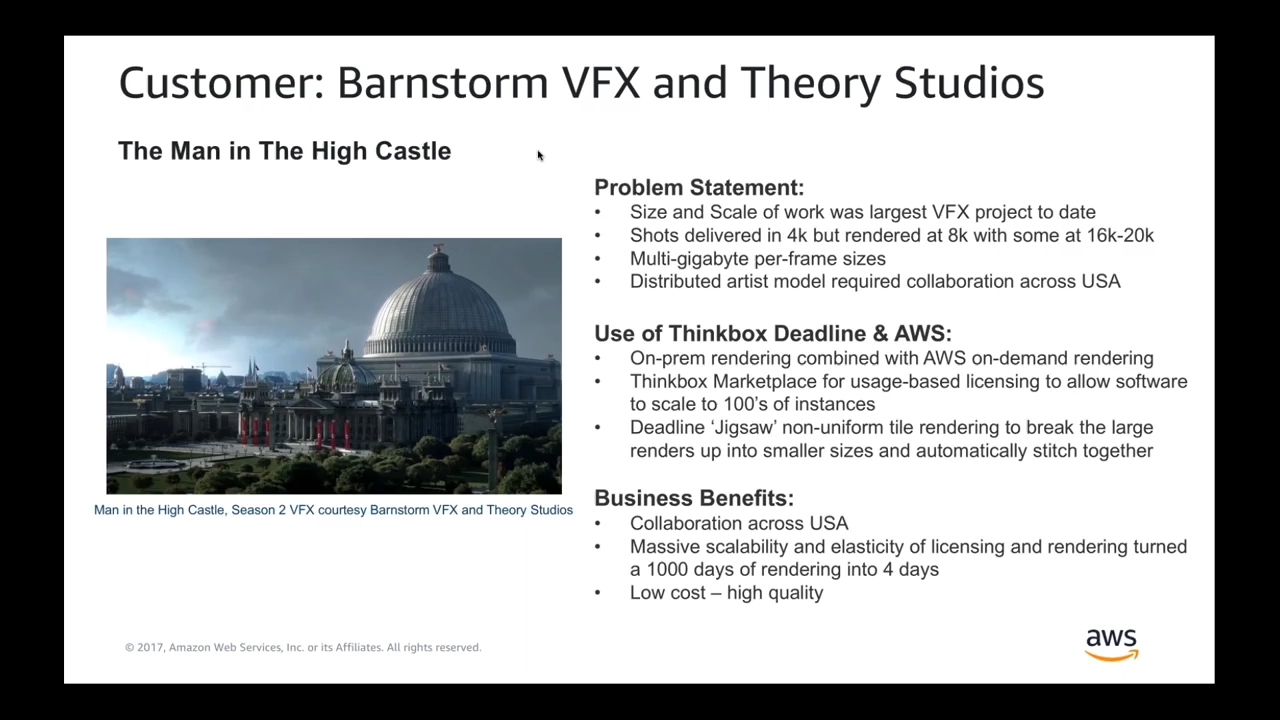 Customer: Barnstorm VFX and Theory Studios
The Man in The High Castle
Man in the High Castle, Season 2 VFX courtesy Barnstorm VFX and Theory Studios
Problem Statement:
• Size and Scale of work was largest VFX project to date
• Shots delivered in 4k but rendered at 8k with some at 16k-20k
• Multi-gigabyte per-frame sizes
• Distributed artist model required collaboration across USA
Use of Thinkbox Deadline & AWS:
• On-prem rendering combined with AWS on-demand rendering
• Thinkbox Marketplace for usage-based licensing to allow software
to scale to 100’s of instances
• Deadline ‘Jigsaw’ non-uniform tile rendering to break the large
renders up into smaller sizes and automatically stitch together
Business Benefits:
• Collaboration across USA
• Massive scalability and elasticity of licensing and rendering turned
a 1000 days of rendering into 4 days
• Low cost – high quality
© 2017, Amazon Web Services, Inc. or its Affiliates. All rights reserved.
aws